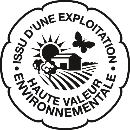 ISSU D'UNE EXPLOITATION
HAUTE VALEUR
ENVIRONNEMENTALE